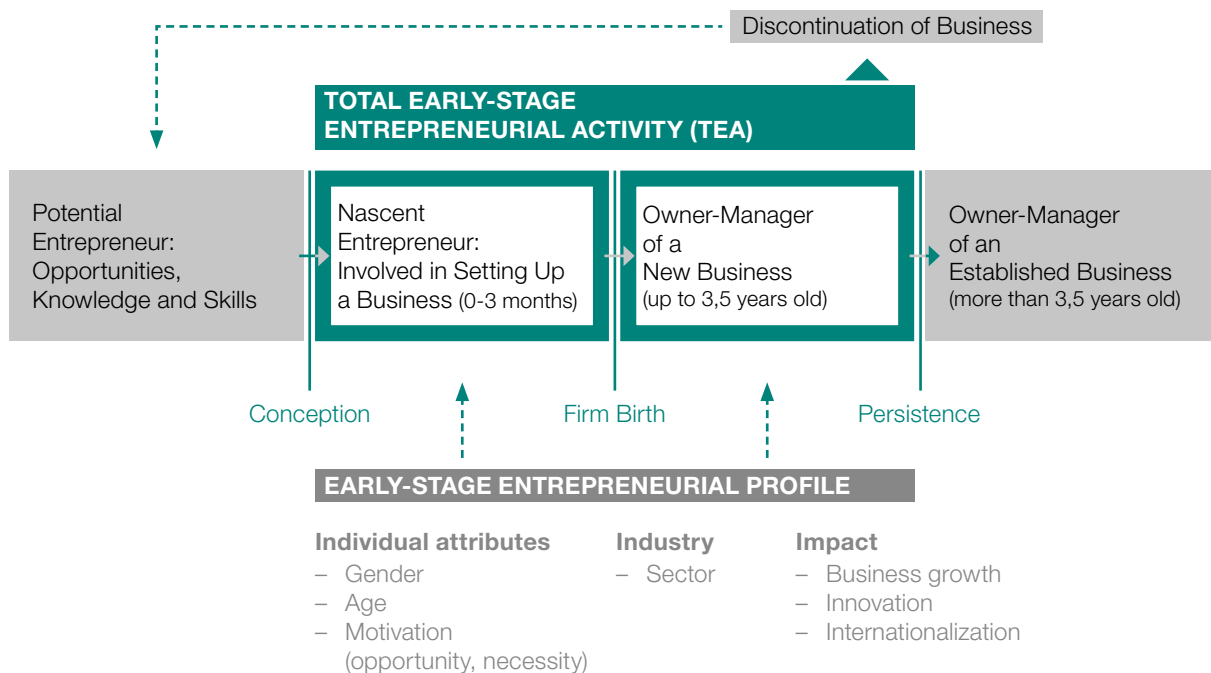 Discontinuation of Business
TOTAL EARLY-STAGE
ENTREPRENEURIAL ACTIVITY (TEA)
Potential
Entrepreneur:
Opportunities,
Knowledge and Skills
Nascent
Entrepreneur:
Involved in Setting Up
a Business (0-3 months)
Owner-Manager
of a
New Business
(up to 3,5 years old)
Owner-Manager
of an
Established Business
(more than 3,5 years old)
Conception
Firm Birth
Persistence
EARLY-STAGE ENTREPRENEURIAL PROFILE
Individual attributes
– Gender
– Age
– Motivation
(opportunity, necessity)
Industry
– Sector
Impact
– Business growth
– Innovation
– Internationalization